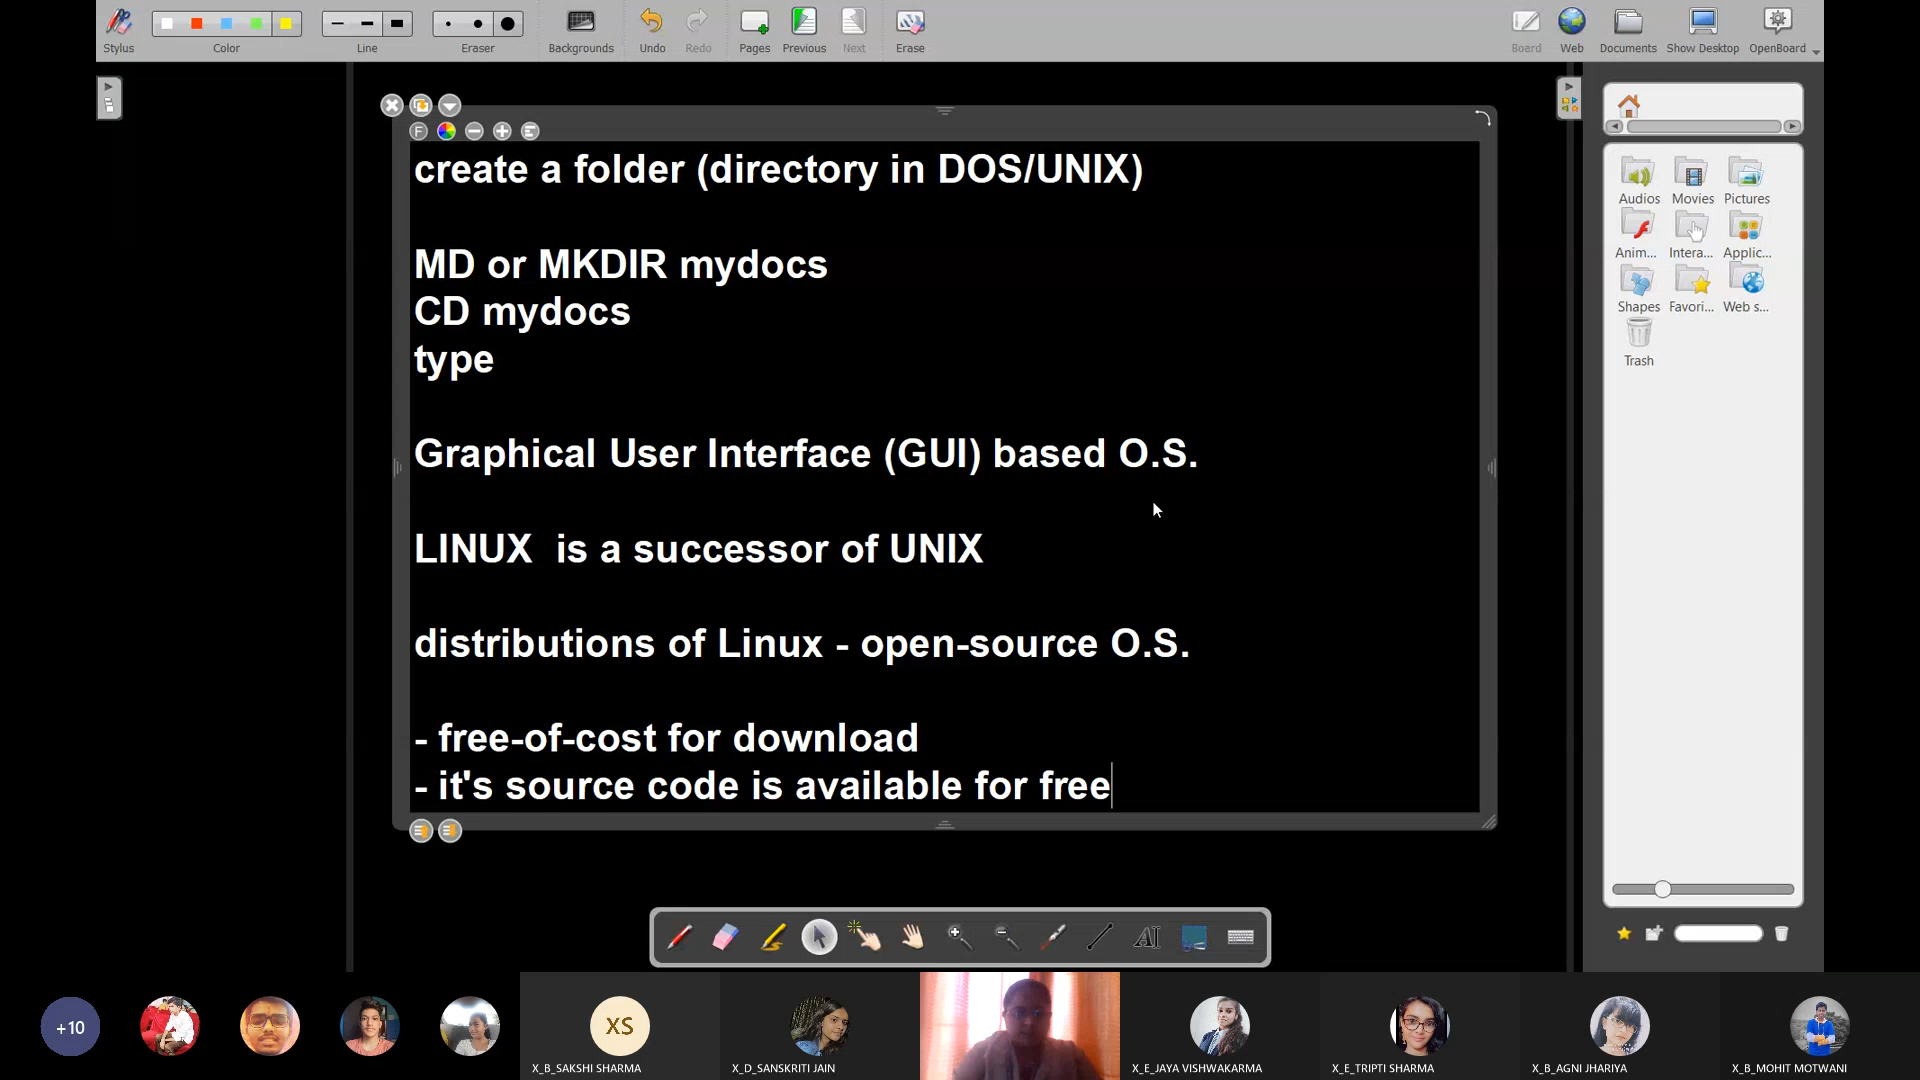 Stylus
Color
Line
Eraser
Backgrounds
Undo
Redo
Pages
Previous
Next
Erase
Board
Web
Documents
Show Desktop
OpenBoard
F
create a folder (directory in DOS/UNIX)
MD or MKDIR mydocs
CD mydocs
type
Graphical User Interface (GUI) based O.S.
LINUX  is a successor of UNIX
distributions of Linux - open-source O.S.
- free-of-cost for download
- it's source code is available for free
Audios
Movies
Pictures
Anim...
Intera...
Applic...
Shapes
Favori...
Web s...
Trash
AI
+10
XS
X_B_SAKSHI SHARMA
X_D_SANSKRITI JAIN
X_E_JAYA VISHWAKARMA
X_E_TRIPTI SHARMA
X_B_AGNI JHARIYA
X_B_MOHIT MOTWANI